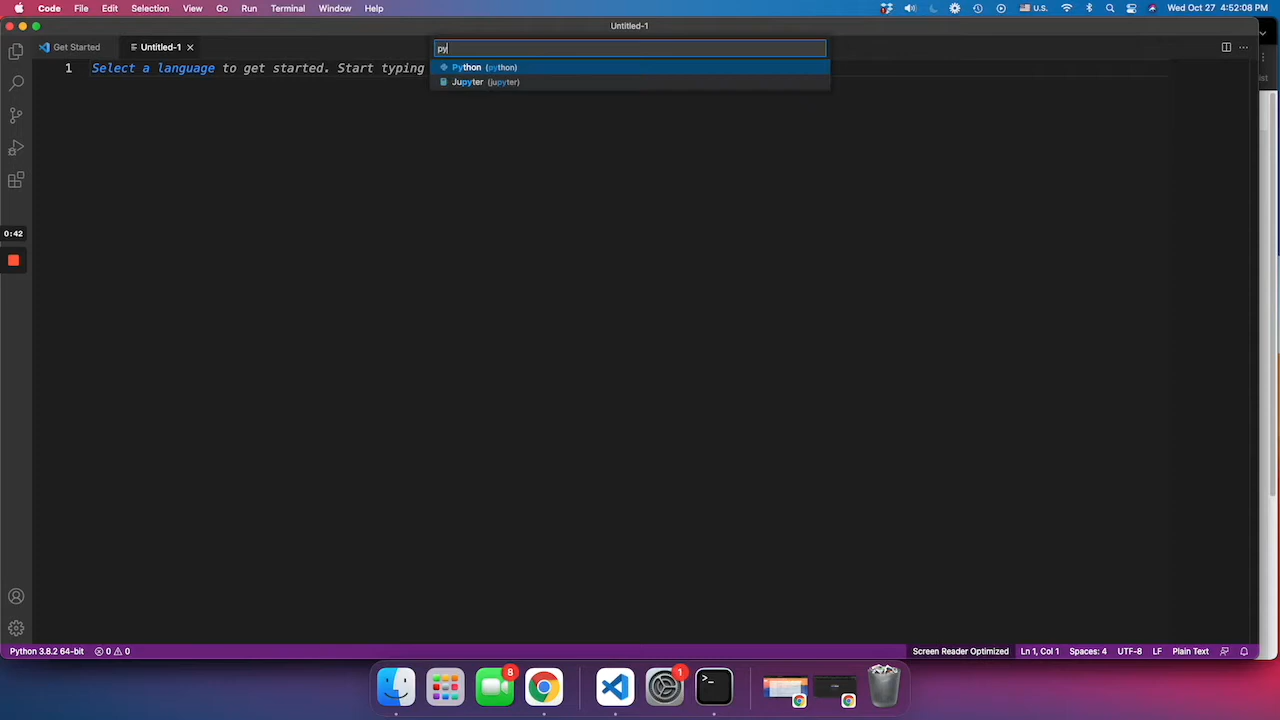 Code File Edit Selection View Go Run Terminal Window Help
U.S.
Wed Oct 27 4:52:08 PM
Untitled-1
Get Started
Untitled-1
py
1 Select a language to get started. Start typing
Python (python)
Jupyter (jupyter)
0:42
Python 3.8.2 64-bit
0 0
Screen Reader Optimized
Ln 1, Col 1
Spaces: 4
UTF-8
LF
Plain Text
8
1
>_